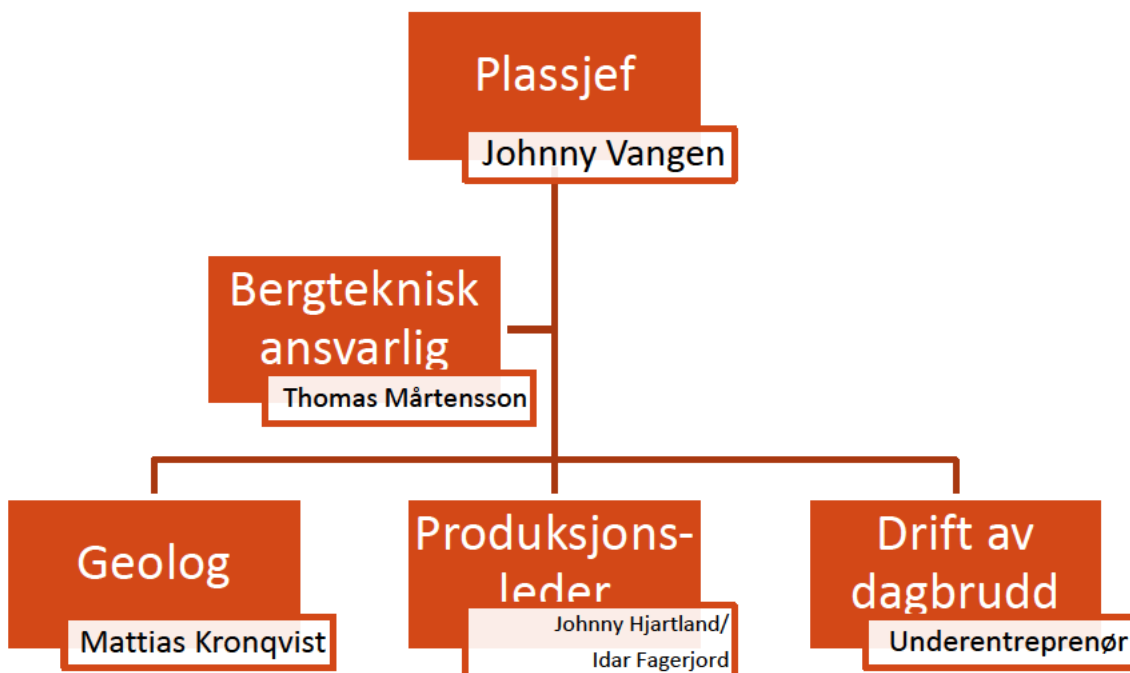 Plassjef
Johnny Vangen
Bergteknisk
ansvarlig
Thomas Mårtensson
Geolog
Mattias Kronqvist
Produksjons-
leder
Johnny Hjartland/
Idar Fagerjord
Drift av
dagbrudd
Underentreprenør